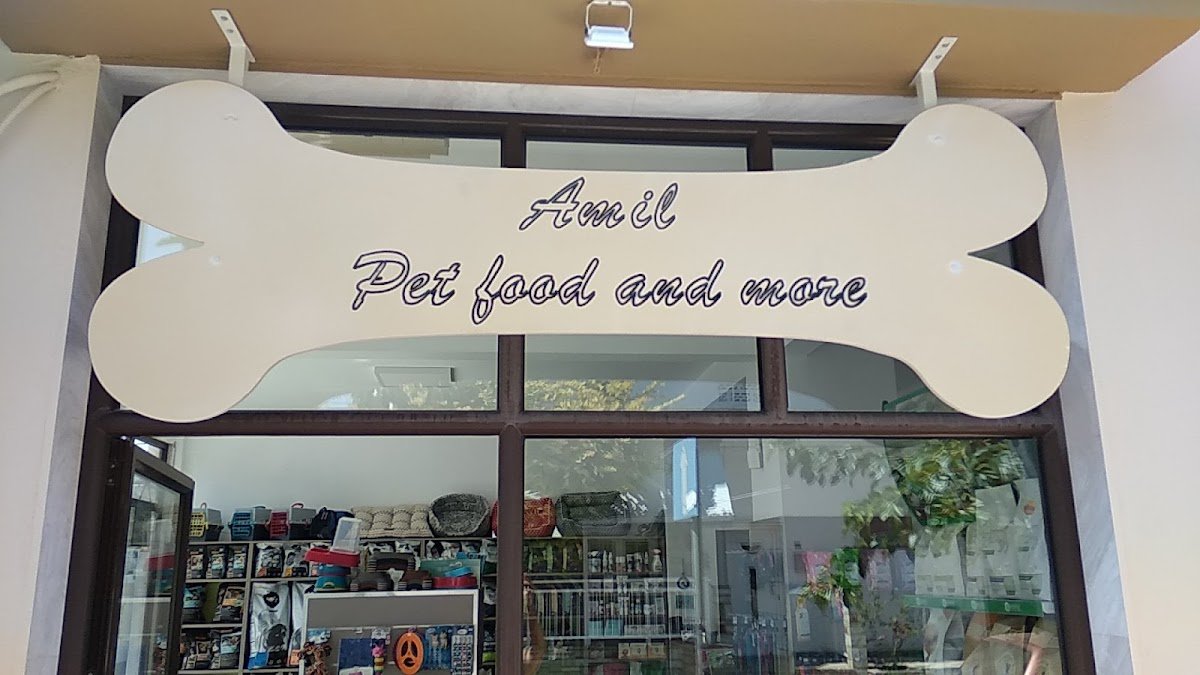 Amil
Pet food and more